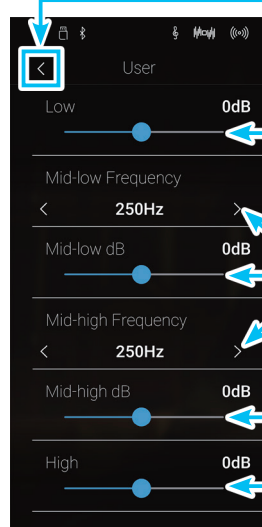 User
Low 0dB
Mid-low Frequency
< 250Hz >
Mid-low dB 0dB
Mid-high Frequency
< 250Hz >
Mid-high dB 0dB
High 0dB